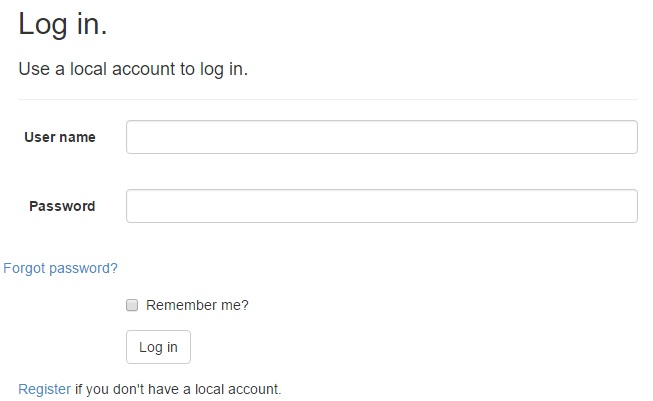 Log in.
Use a local account to log in.
User name
Password
Forgot password?
Remember me?
Log in
Register if you don't have a local account.